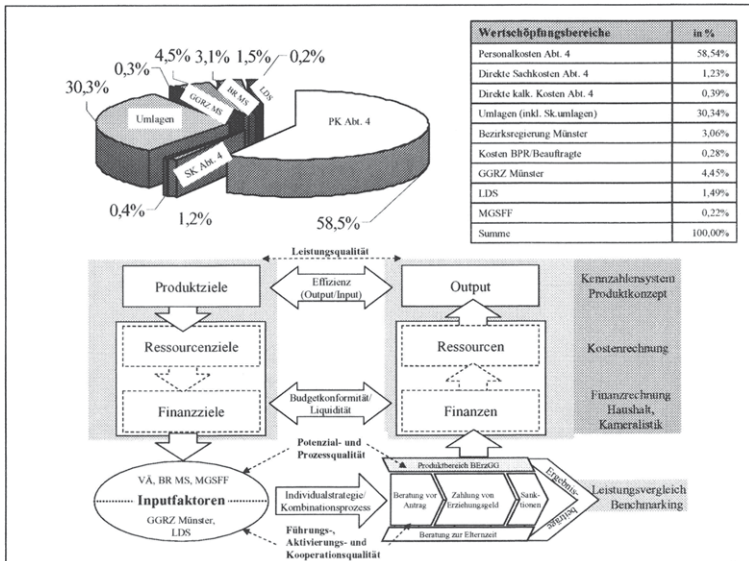 4,5%
3,1%
1,5%
0,2%
0,3%
30,3%
Umlagen
GGRZ MS
BR MS
LDS
PK Abt. 4
SK Abt. 4
0,4%
1,2%
58,5%
Wertschöpfungsbereiche in %
Personalkosten Abt. 4 58,54%
Direkte Sachkosten Abt. 4 1,23%
Direkte kalk. Kosten Abt. 4 0,39%
Umlagen (inkl. Sk.umlagen) 30,34%
Bezirksregierung Münster 3,06%
Kosten BPR/Beauftragte 0,28%
GGRZ Münster 4,45%
LDS 1,49%
MGSFF 0,22%
Summe 100,00%
Leistungsqualität
Produktziele
Effizienz
(Output/Input)
Output
Kennzahlensystem
Produktkonzept
Ressourcenziele
Ressourcen
Kostenrechnung
Finanzziele
Budgetkonformität/
Liquidität
Finanzen
Finanzrechnung
Haushalt,
Kameralistik
Potenzial- und
Prozessqualität
VÄ, BR MS, MGSFF
Inputfaktoren
GGRZ Münster,
LDS
Individualstrategie/
Kombinationsprozess
Führungs-,
Aktivierungs- und
Kooperationsqualität
Produktbereich BErzGG
Beratung vor
Antrag
Zahlung von
Erziehungsgeld
Sank-
tionen
Beratung zur Elternzeit
Ergebnis-
beiträge
Leistungsvergleich
Benchmarking